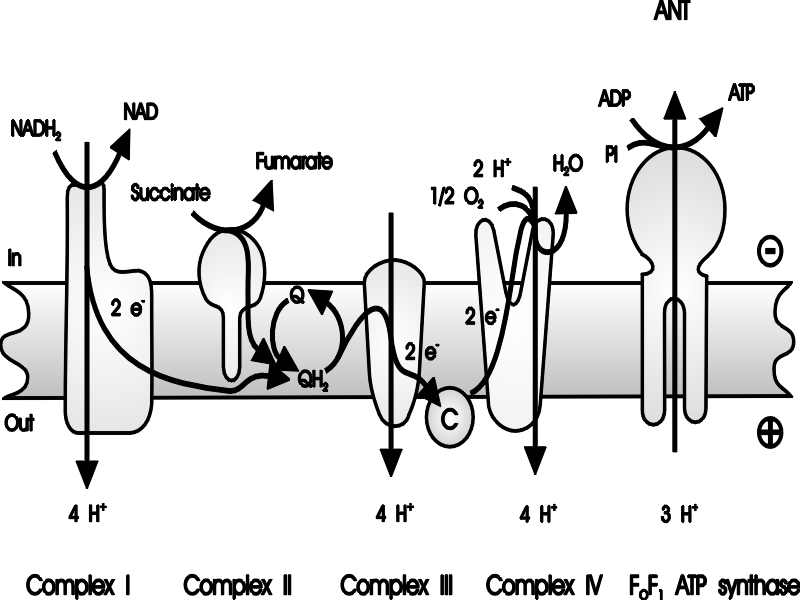 ANT
ADP
ATP
NADH₂
NAD
PI
Fumarate
Succinate
2 H⁺
H₂O
1/2 O₂
In
2 e⁻
Q
2 e⁻
2 e⁻
QH₂
C
Out
4 H⁺
4 H⁺
4 H⁺
3 H⁺
Complex I
Complex II
Complex III
Complex IV
F₀F₁ ATP synthase